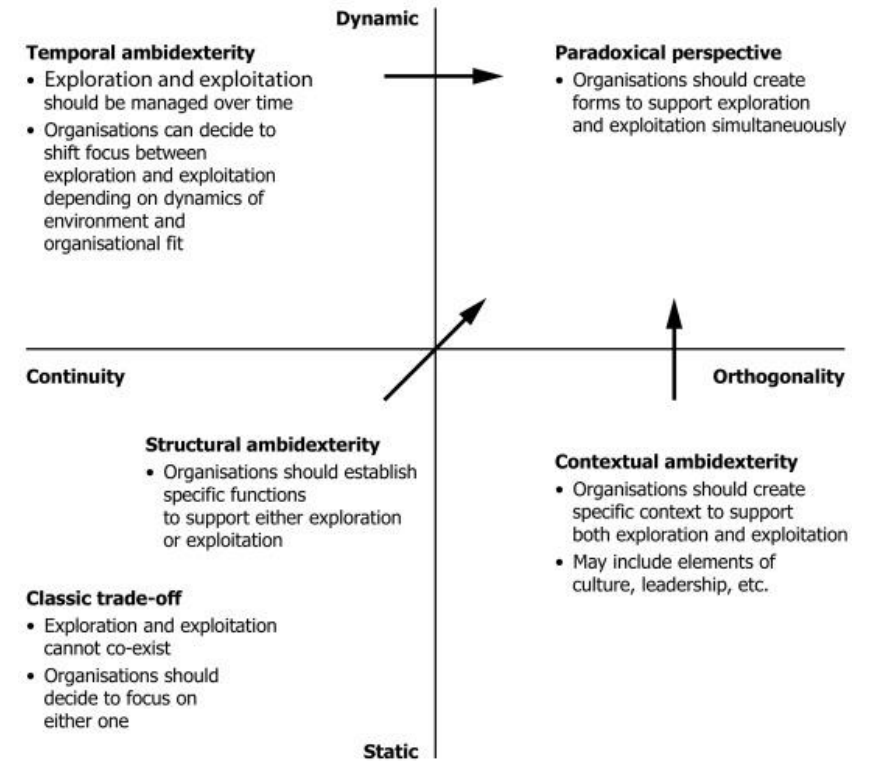 Dynamic
Temporal ambidexterity
• Exploration and exploitation
should be managed over time
• Organisations can decide to
shift focus between
exploration and exploitation
depending on dynamics of
environment and
organisational fit
Paradoxical perspective
• Organisations should create
forms to support exploration
and exploitation simultaneuously
Continuity
Orthogonality
Structural ambidexterity
• Organisations should establish
specific functions
to support either exploration
or exploitation
Contextual ambidexterity
• Organisations should create
specific context to support
both exploration and exploitation
• May include elements of
culture, leadership, etc.
Classic trade-off
• Exploration and exploitation
cannot co-exist
• Organisations should
decide to focus on
either one
Static